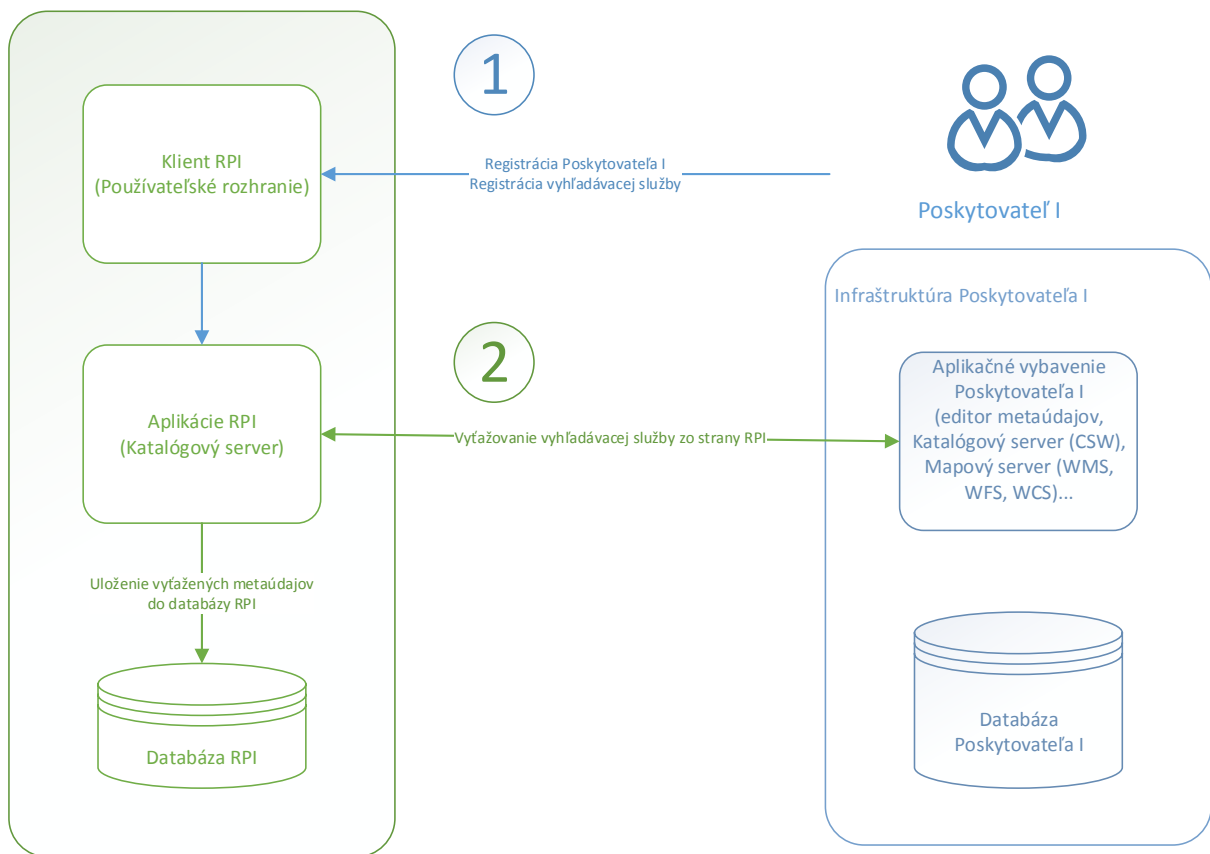 1
Klient RPI
(Používateľské rozhranie)
Registrácia Poskytovateľa I
Registrácia vyhľadávacej služby
Poskytovateľ I
Infraštruktúra Poskytovateľa I
2
Aplikácie RPI
(Katalógový server)
Vyťažovanie vyhľadávacej služby zo strany RPI
Aplikačné vybavenie
Poskytovateľa I
(editor metaúdajov,
Katalógový server (CSW),
Mapový server (WMS,
WFS, WCS)...
Uloženie vyťažených metaúdajov
do databázy RPI
Databáza RPI
Databáza
Poskytovateľa I